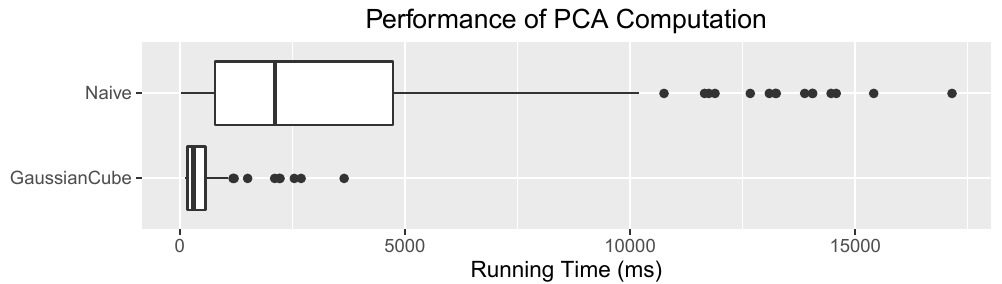 Performance of PCA Computation
Naive
GaussianCube
0 5000 10000 15000
Running Time (ms)